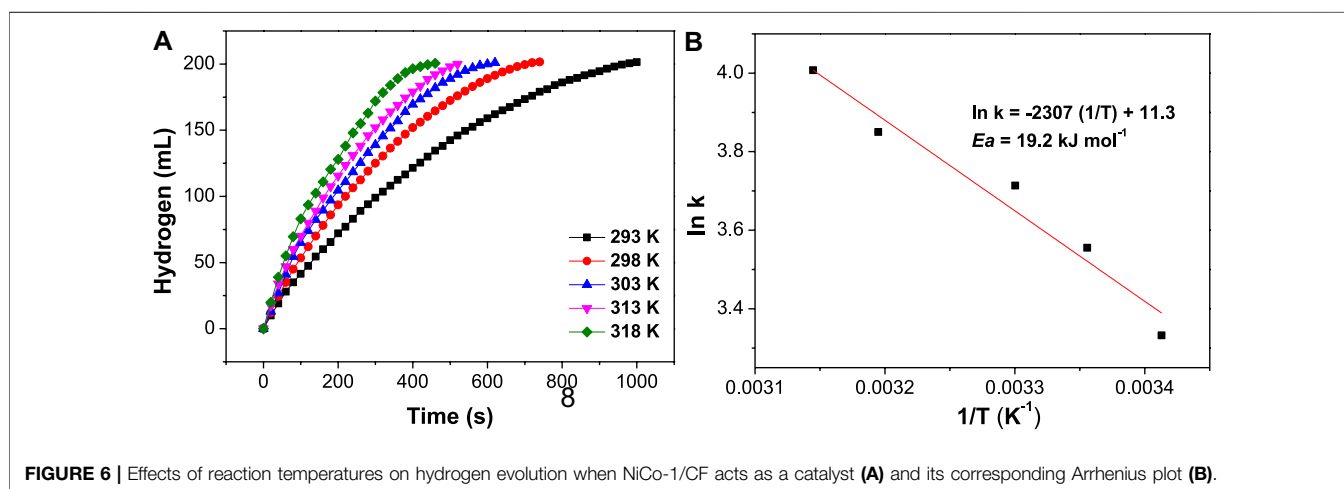 A
Hydrogen (mL)
200
150
100
50
0
293 K
298 K
303 K
313 K
318 K
0 200 400 600 800 1000
8
Time (s)
B
ln k
4.0
3.8
3.6
3.4
ln k = -2307 (1/T) + 11.3
Ea = 19.2 kJ mol⁻¹
0.0031 0.0032 0.0033 0.0034
1/T (K⁻¹)
FIGURE 6 | Effects of reaction temperatures on hydrogen evolution when NiCo-1/CF acts as a catalyst (A) and its corresponding Arrhenius plot (B).